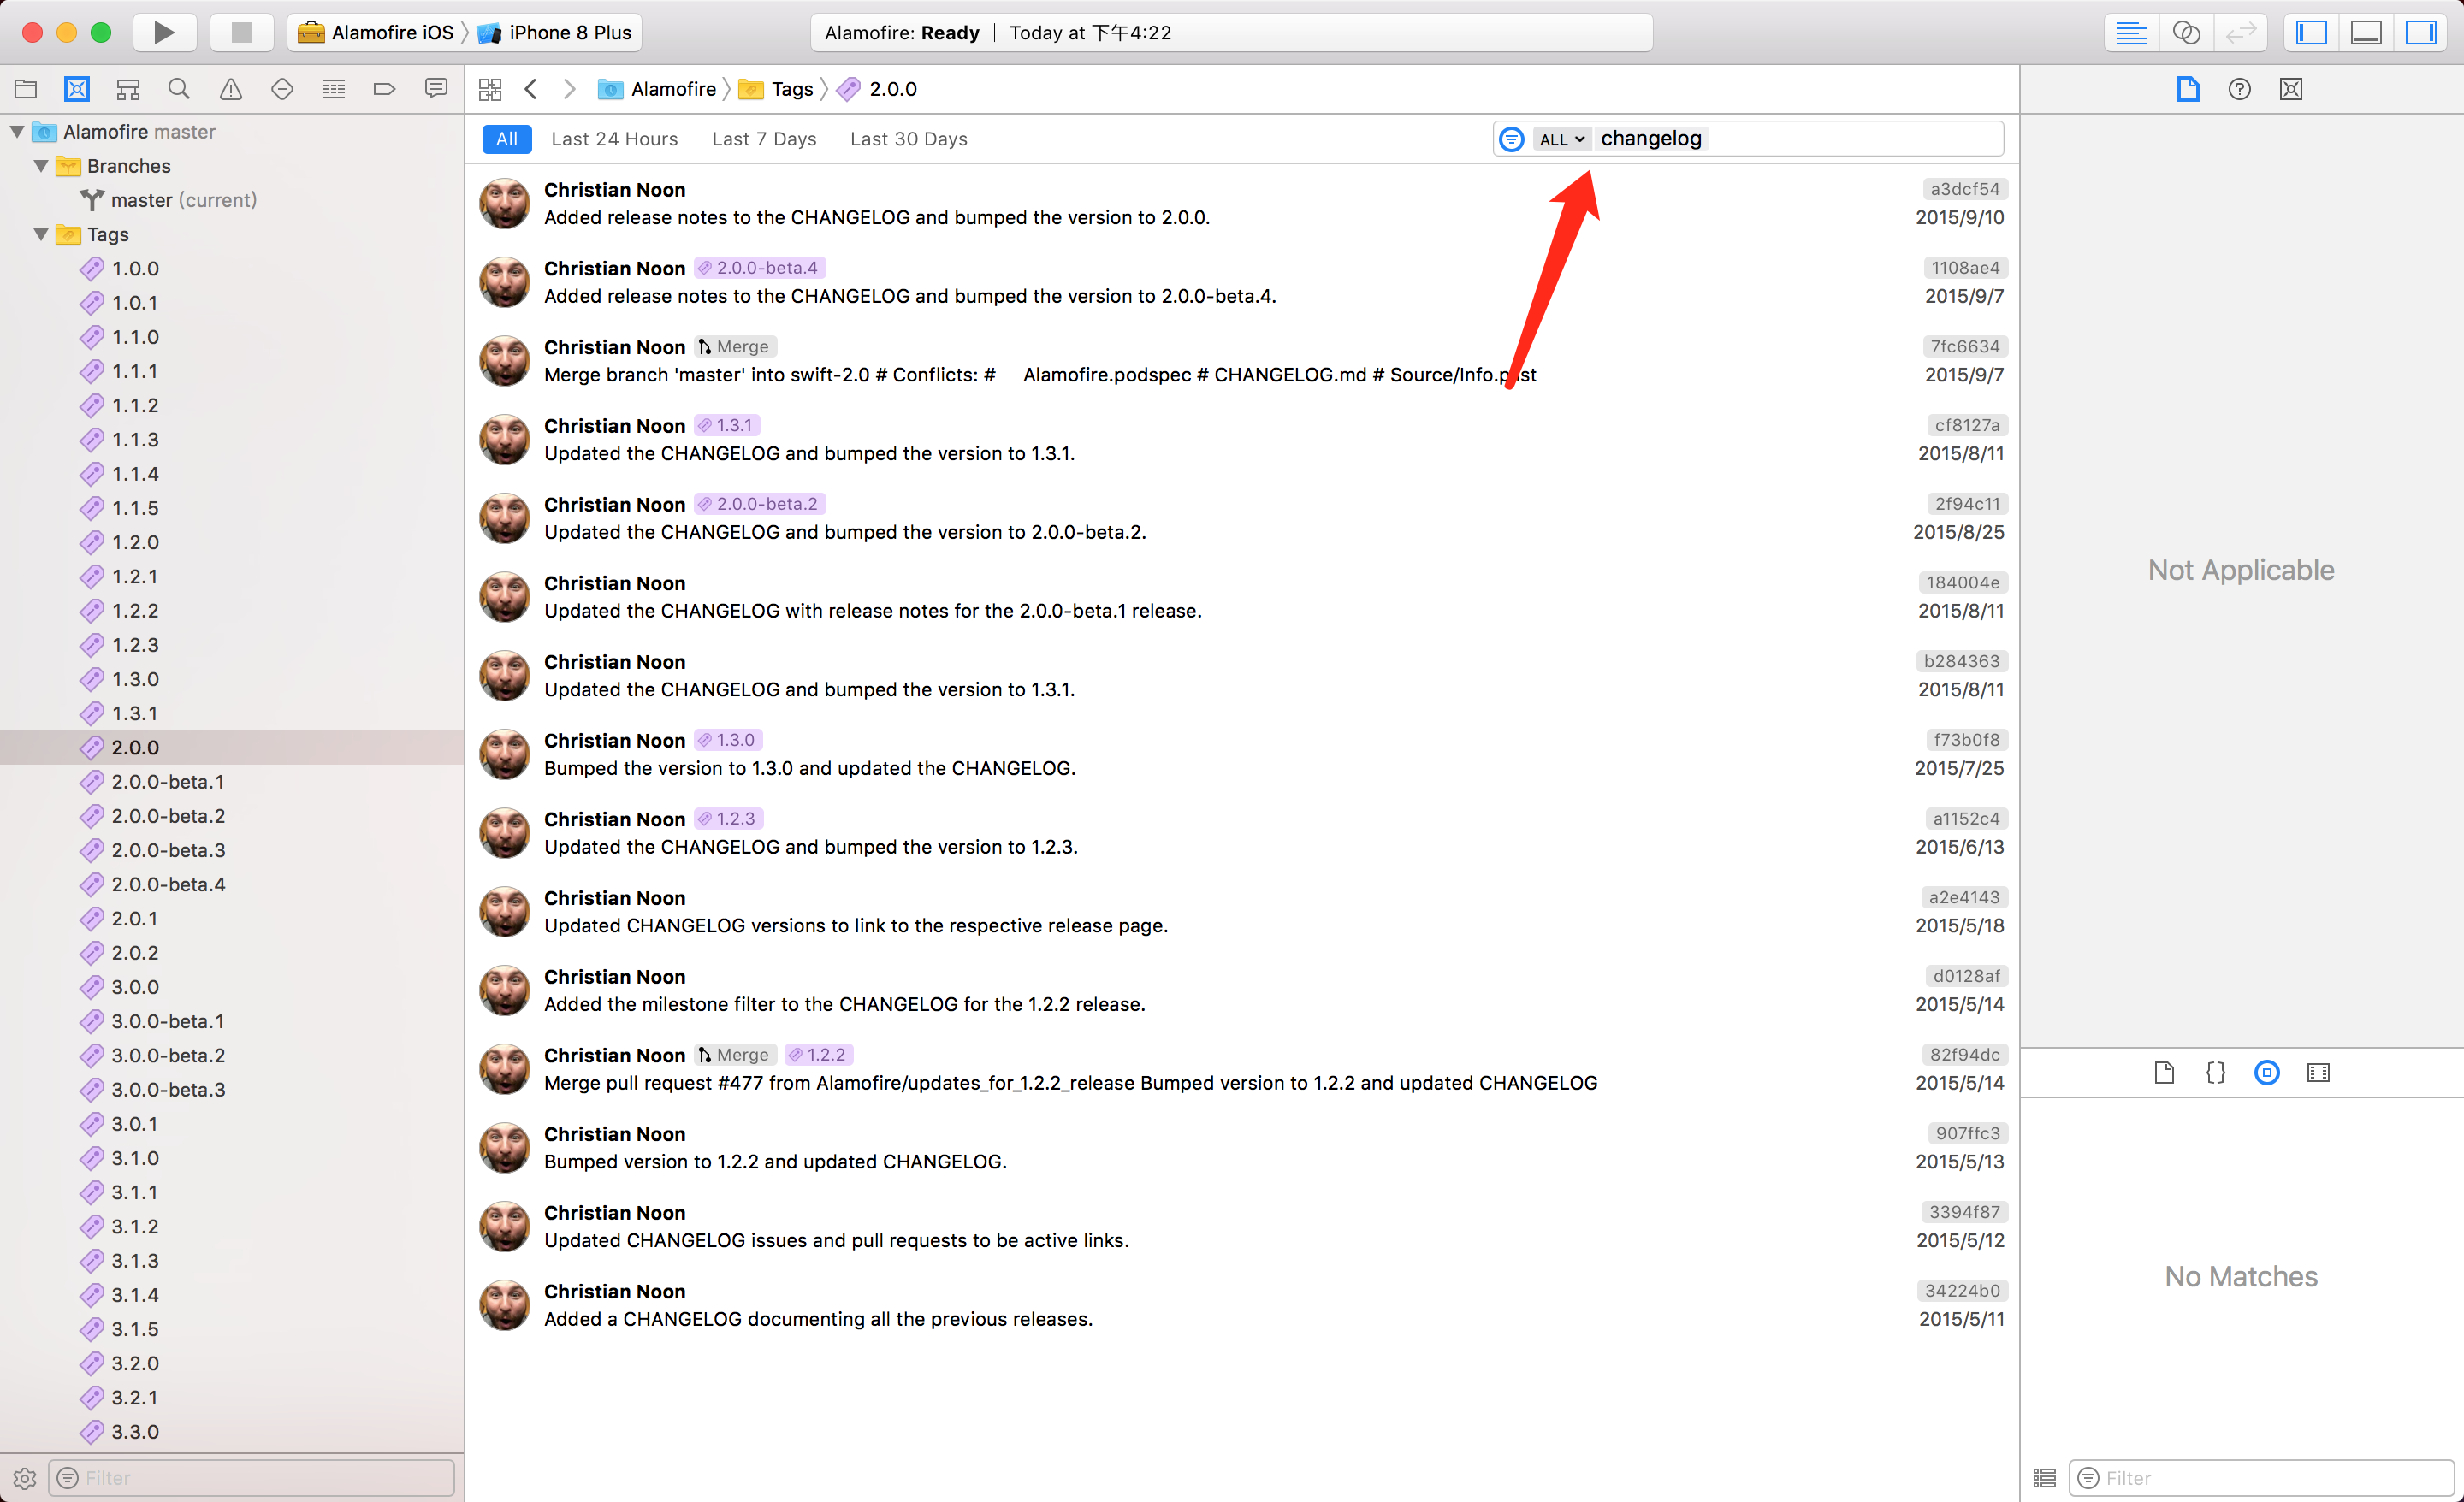 Alamofire iOS
iPhone 8 Plus
Alamofire: Ready
Today at 下午4:22
Alamofire
Tags
2.0.0
Alamofire master
Branches
master (current)
Tags
1.0.0
1.0.1
1.1.0
1.1.1
1.1.2
1.1.3
1.1.4
1.1.5
1.2.0
1.2.1
1.2.2
1.2.3
1.3.0
1.3.1
2.0.0
2.0.0-beta.1
2.0.0-beta.2
2.0.0-beta.3
2.0.0-beta.4
2.0.1
2.0.2
3.0.0
3.0.0-beta.1
3.0.0-beta.2
3.0.0-beta.3
3.0.1
3.1.0
3.1.1
3.1.2
3.1.3
3.1.4
3.1.5
3.2.0
3.2.1
3.3.0
Filter
All
Last 24 Hours
Last 7 Days
Last 30 Days
ALL
changelog
Christian Noon a3dcf54
Added release notes to the CHANGELOG and bumped the version to 2.0.0. 2015/9/10
Christian Noon 2.0.0-beta.4 1108ae4
Added release notes to the CHANGELOG and bumped the version to 2.0.0-beta.4. 2015/9/7
Christian Noon Merge 7fc6634
Merge branch 'master' into swift-2.0 # Conflicts: # Alamofire.podspec # CHANGELOG.md # 2015/9/7
Christian Noon 1.3.1 cf8127a
Updated the CHANGELOG and bumped the version to 1.3.1. 2015/8/11
Christian Noon 2.0.0-beta.2 2f94c11
Updated the CHANGELOG and bumped the version to 2.0.0-beta.2. 2015/8/25
Christian Noon 184004e
Updated the CHANGELOG with release notes for the 2.0.0-beta.1 release. 2015/8/11
Christian Noon b284363
Updated the CHANGELOG and bumped the version to 1.3.1. 2015/8/11
Christian Noon 1.3.0 f73b0f8
Bumped the version to 1.3.0 and updated the CHANGELOG. 2015/7/25
Christian Noon 1.2.3 a1152c4
Updated the CHANGELOG and bumped the version to 1.2.3. 2015/6/13
Christian Noon a2e4143
Updated CHANGELOG versions to link to the respective release page. 2015/5/18
Christian Noon d0128af
Added the milestone filter to the CHANGELOG for the 1.2.2 release. 2015/5/14
Christian Noon Merge 1.2.2 82f94dc
Merge pull request #477 from Alamofire/updates_for_1.2.2_release Bumped version to 1.2.2 and updated CHANGELOG 2015/5/14
Christian Noon 907ffc3
Bumped version to 1.2.2 and updated CHANGELOG. 2015/5/13
Christian Noon 3394f87
Updated CHANGELOG issues and pull requests to be active links. 2015/5/12
Christian Noon 34224b0
Added a CHANGELOG documenting all the previous releases. 2015/5/11
Not Applicable
No Matches
Filter